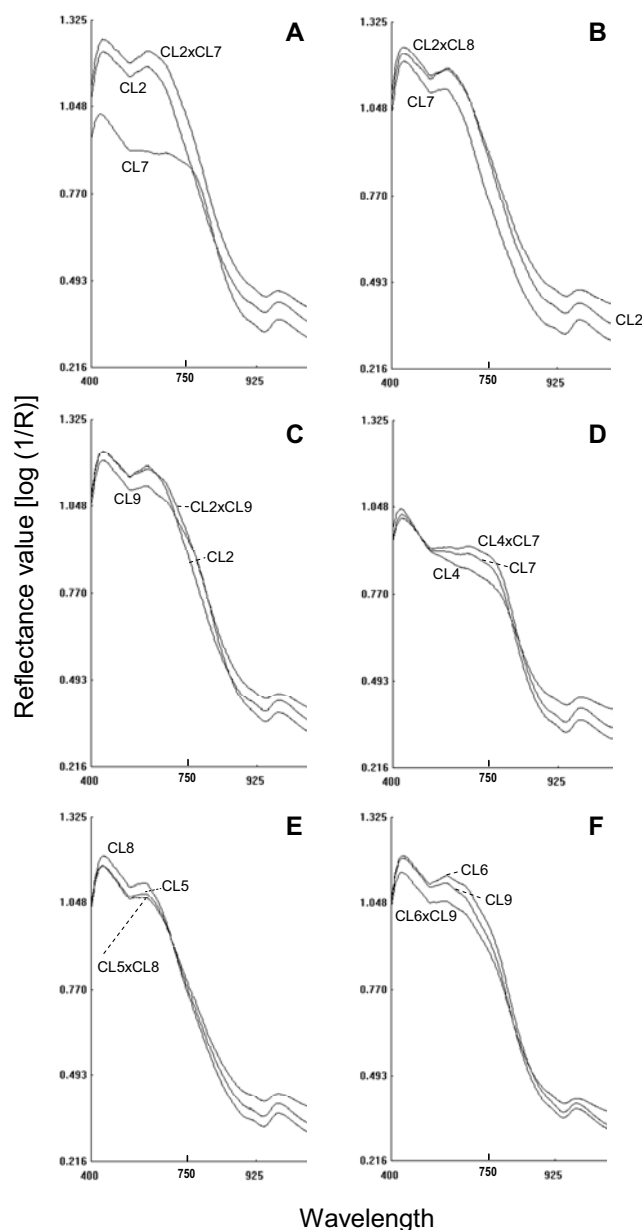 Reflectance value [log (1/R)]
A
1.325
1.048
0.770
0.493
0.216
CL2xCL7
CL2
CL7
400
750
925
B
1.325
1.048
0.770
0.493
0.216
CL2xCL8
CL7
CL2
400
750
925
C
1.325
1.048
0.770
0.493
0.216
CL9
CL2xCL9
CL2
400
750
925
D
1.325
1.048
0.770
0.493
0.216
CL4xCL7
CL7
CL4
400
750
925
E
1.325
1.048
0.770
0.493
0.216
CL8
CL5
CL5xCL8
400
750
925
F
1.325
1.048
0.770
0.493
0.216
CL6
CL9
CL6xCL9
400
750
925
Wavelength